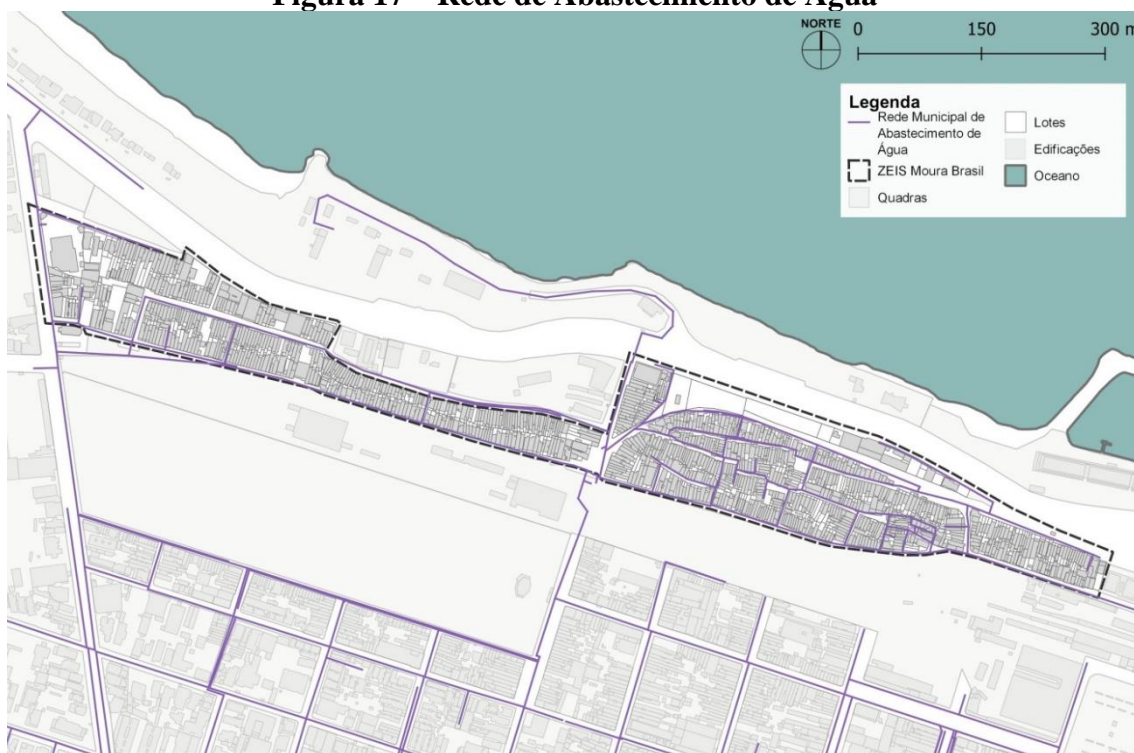 Figura 17 – Rede de Abastecimento de Água
NORTE
0 150 300 m
Legenda
Rede Municipal de
Abastecimento de
Água
ZEIS Moura Brasil
Quadras
Lotes
Edificações
Oceano